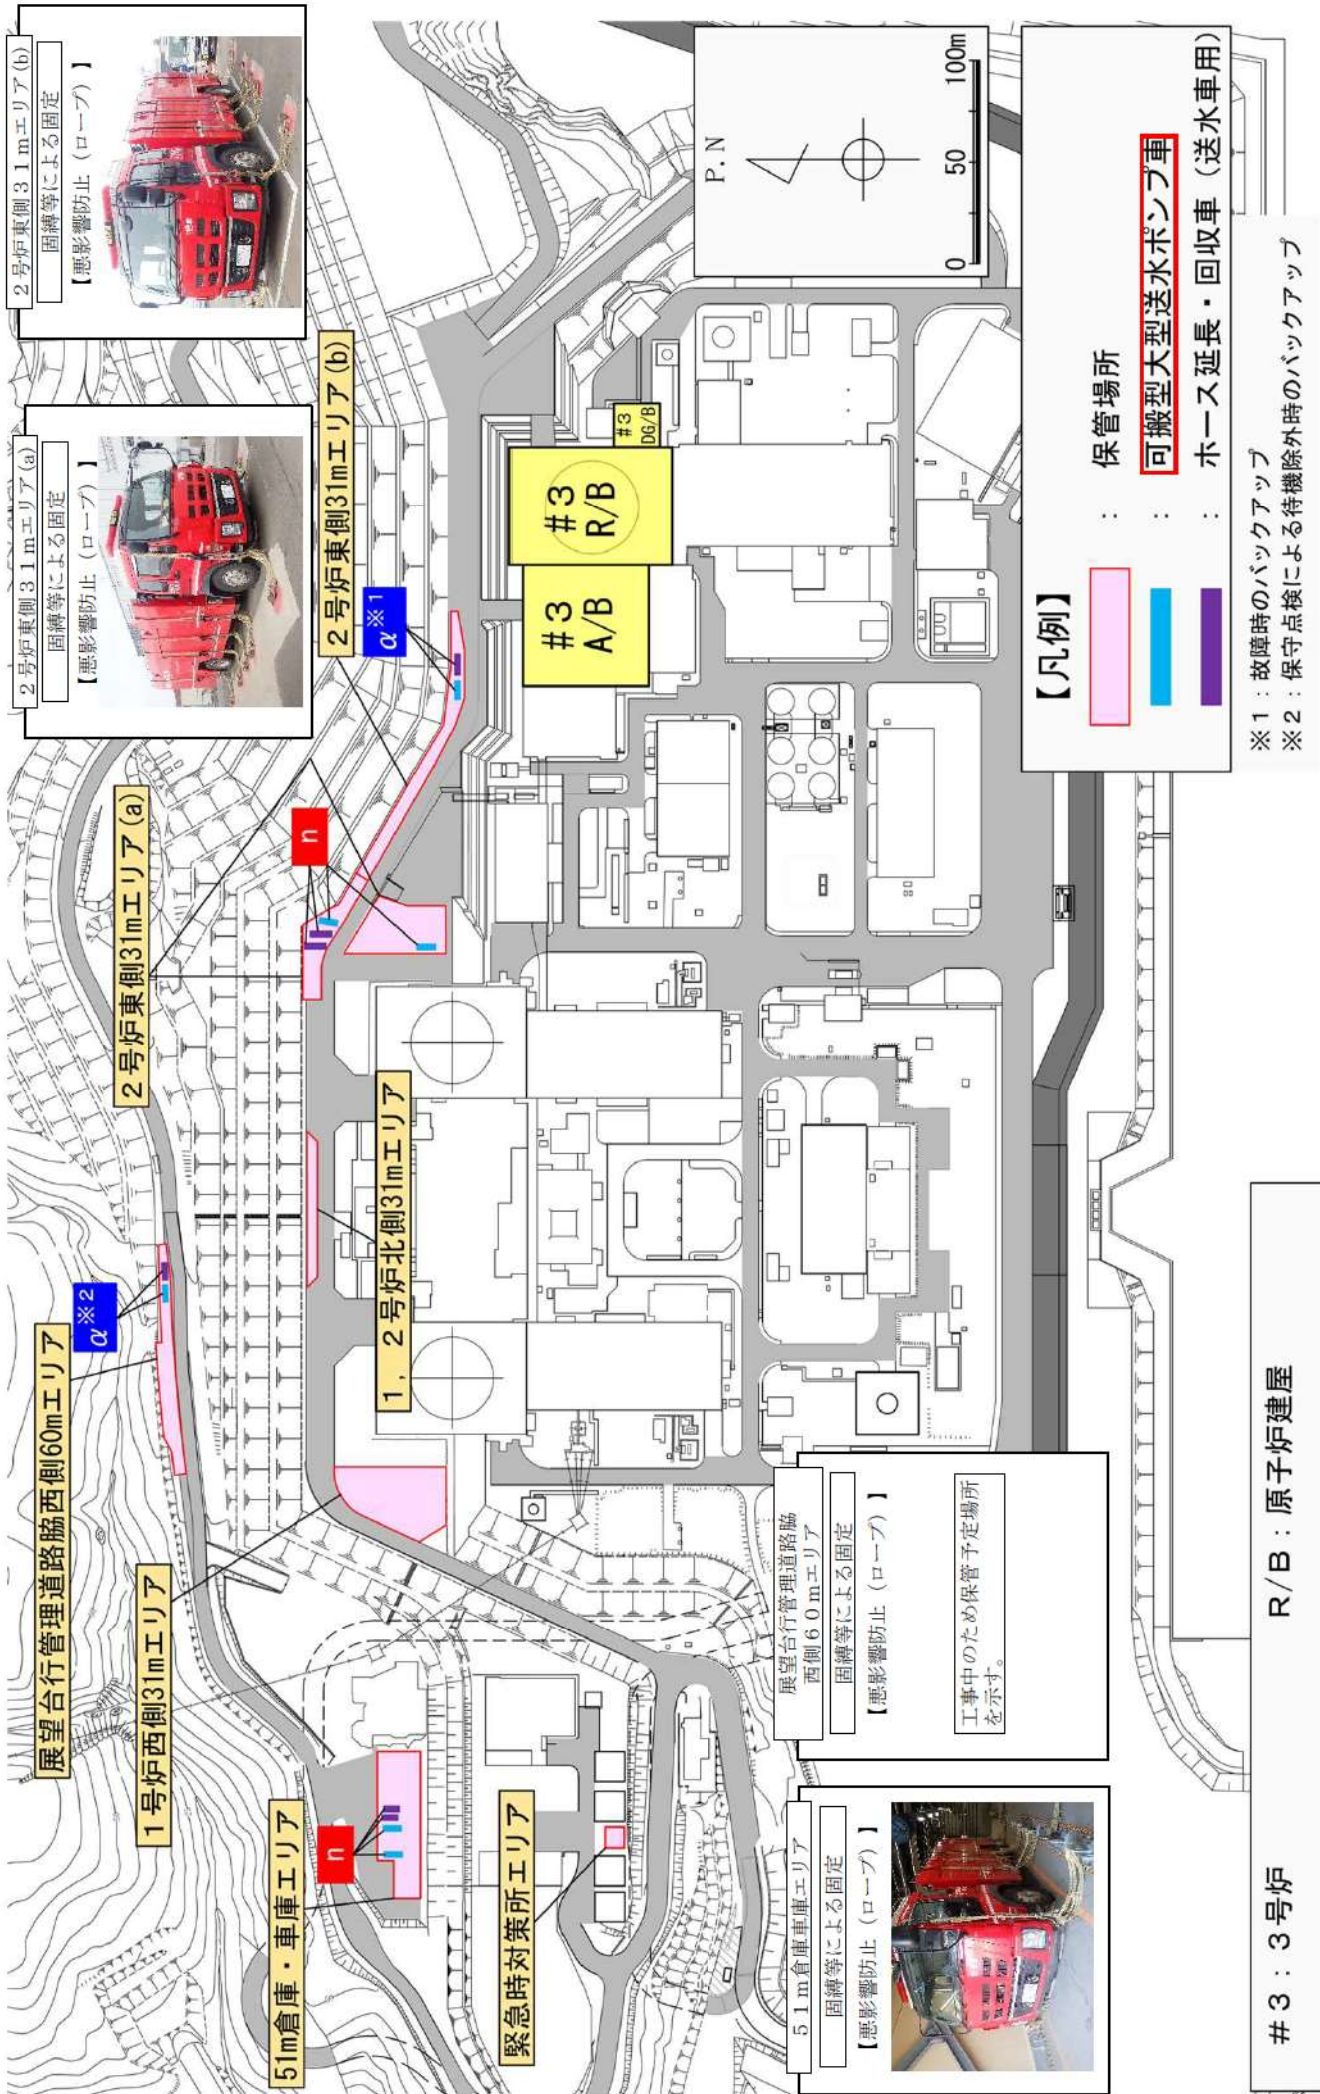 展望台行管理道路脇西側60mエリア
α※2
1号炉西側31mエリア
51m倉庫・車庫エリア
n
緊急時対策所エリア
1,2号炉北側31mエリア
2号炉東側31mエリア(a)
n
2号炉東側31mエリア(b)
α※1
#3
A/B
#3
R/B
#3
DG/B
2号炉東側31mエリア(a)
固縛等による固定
【悪影響防止(ロープ)】
2号炉東側31mエリア(b)
固縛等による固定
【悪影響防止(ロープ)】
51m倉庫車庫エリア
固縛等による固定
【悪影響防止(ロープ)】
展望台行管理道路脇
西側60mエリア
固縛等による固定
【悪影響防止(ロープ)】
工事中のため保管予定場所
を示す。
P.N
0 50 100m
【凡例】
: 保管場所
: 可搬型大型送水ポンプ車
: ホース延長・回収車(送水車用)
※1:故障時のバックアップ
※2:保守点検による待機除外時のバックアップ
#3:3号炉 R/B:原子炉建屋